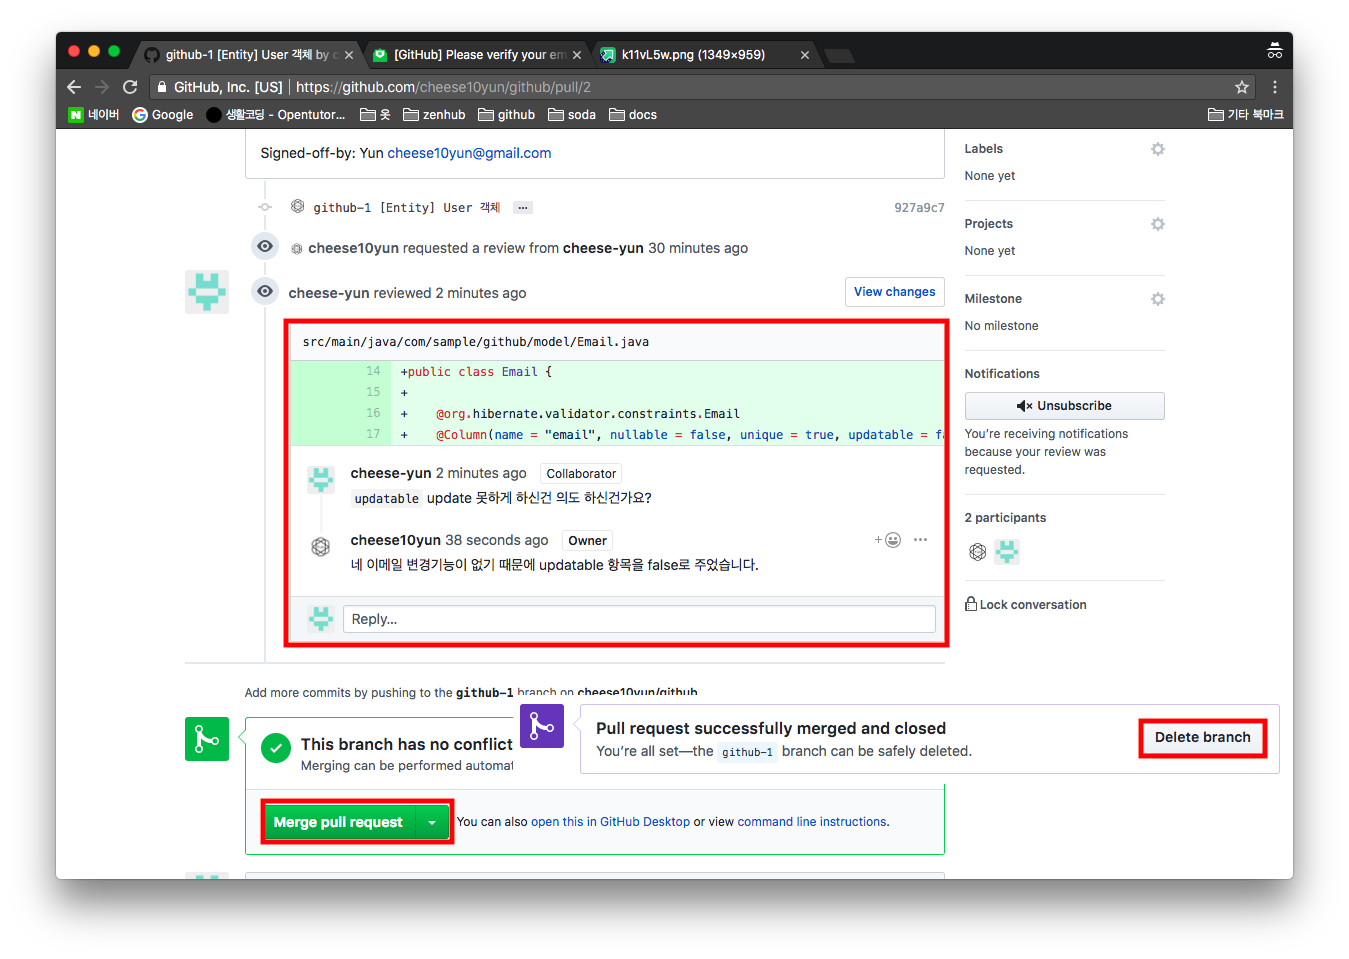 github-1 [Entity] User 객체 by c
[GitHub] Please verify your em
k11vL5w.png (1349×959)
GitHub, Inc. [US] https://github.com/cheese10yun/github/pull/2
네이버 Google 생활코딩 - Opentutor... 옷 zenhub github soda docs 기타 북마크
Signed-off-by: Yun cheese10yun@gmail.com
github-1 [Entity] User 객체 ... 927a9c7
cheese10yun requested a review from cheese-yun 30 minutes ago
cheese-yun reviewed 2 minutes ago View changes
src/main/java/com/sample/github/model/Email.java
14 +public class Email {
15 +
16 + @org.hibernate.validator.constraints.Email
17 + @Column(name = "email", nullable = false, unique = true, updatable = fa
cheese-yun 2 minutes ago Collaborator
updatable update 못하게 하신건 의도 하신건가요?
cheese10yun 38 seconds ago Owner
네 이메일 변경기능이 없기 때문에 updatable 항목을 false로 주었습니다.
Reply...
Labels
None yet
Projects
None yet
Milestone
No milestone
Notifications
Unsubscribe
You're receiving notifications
because your review was
requested.
2 participants
Lock conversation
Add more commits by pushing to the github-1 branch on cheese10yun/github
This branch has no conflict
Merging can be performed automat
Pull request successfully merged and closed
You're all set—the github-1 branch can be safely deleted.
Delete branch
Merge pull request
You can also open this in GitHub Desktop or view command line instructions.